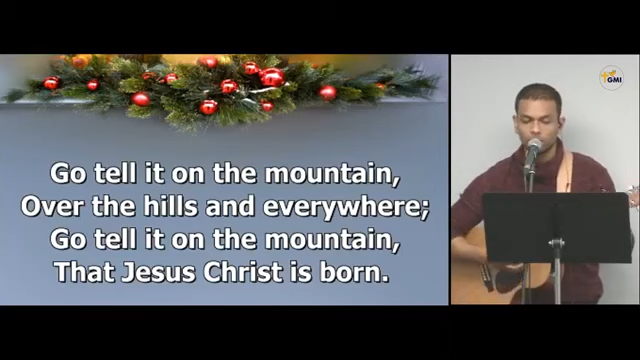 Go tell it on the mountain,
Over the hills and everywhere;
Go tell it on the mountain,
That Jesus Christ is born.
GMI